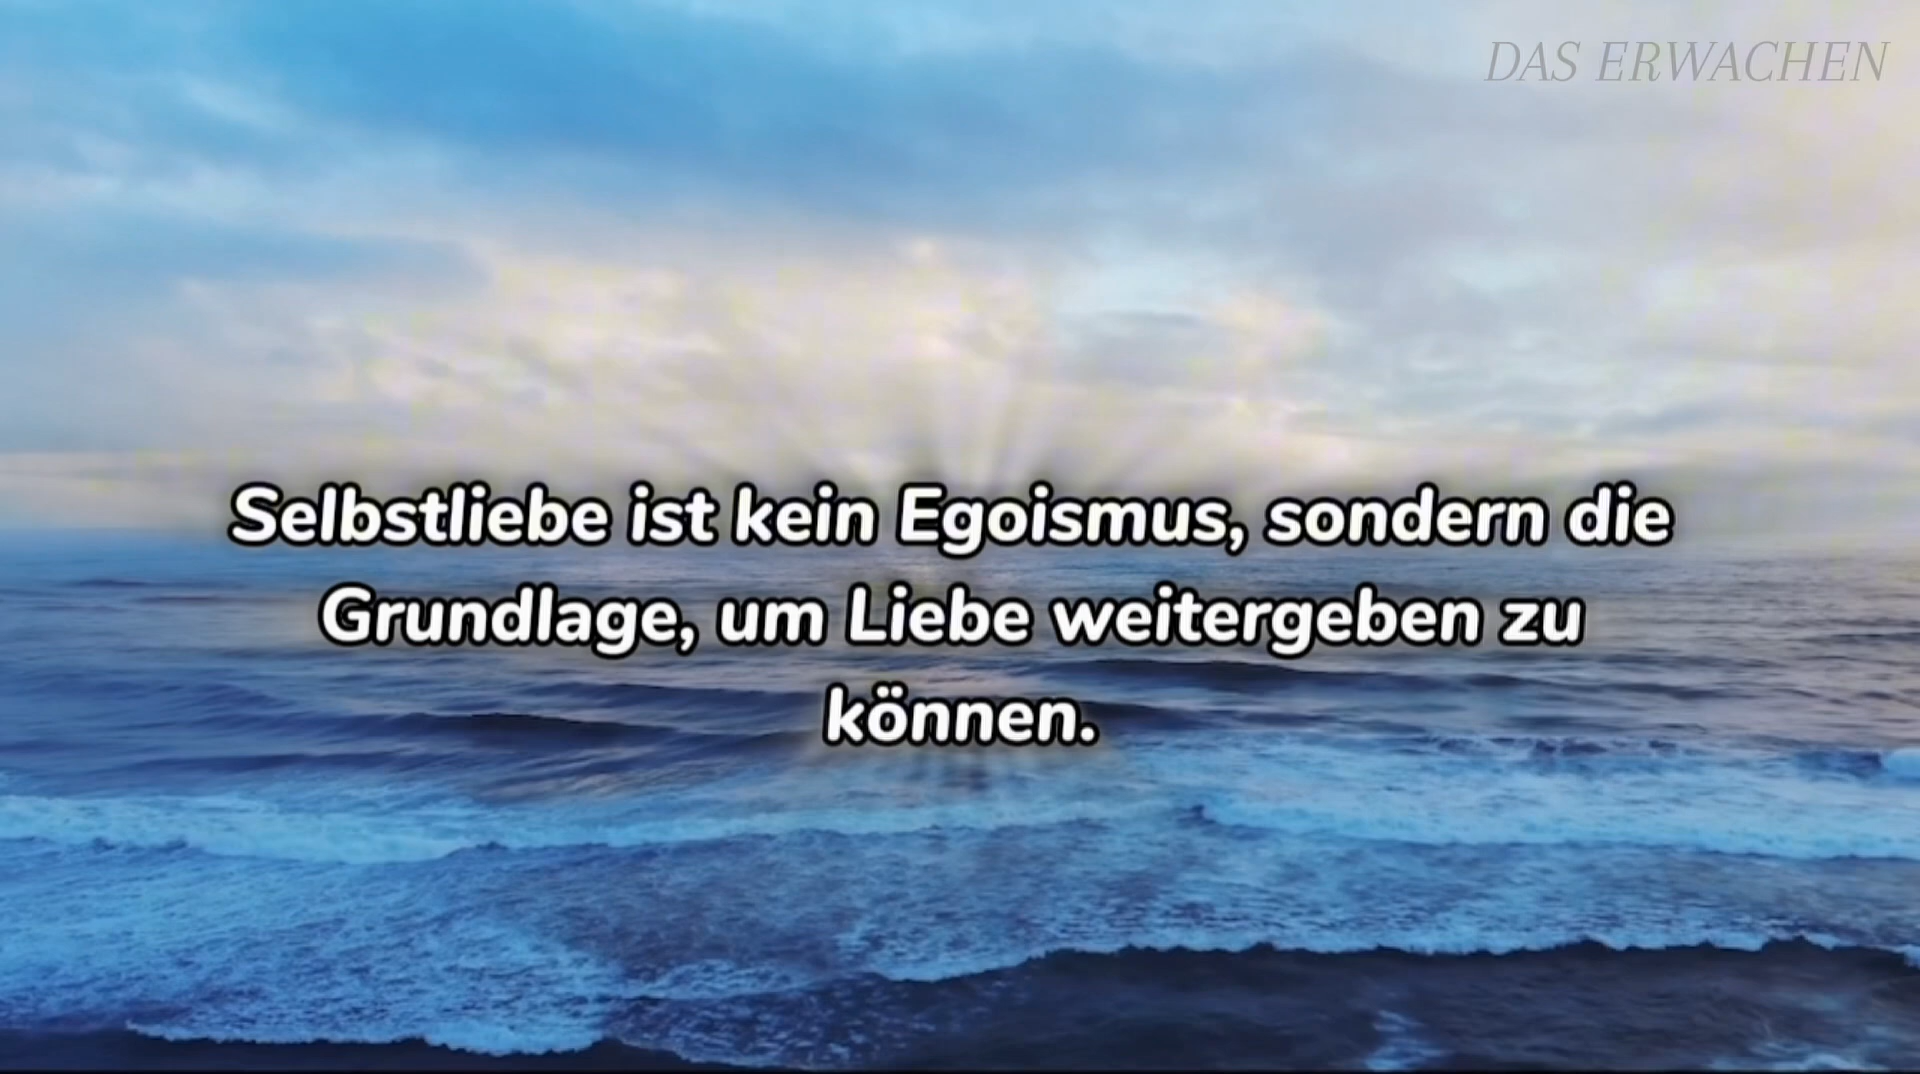 DAS ERWACHEN
Selbstliebe ist kein Egoismus, sondern die
Grundlage, um Liebe weitergeben zu
können.